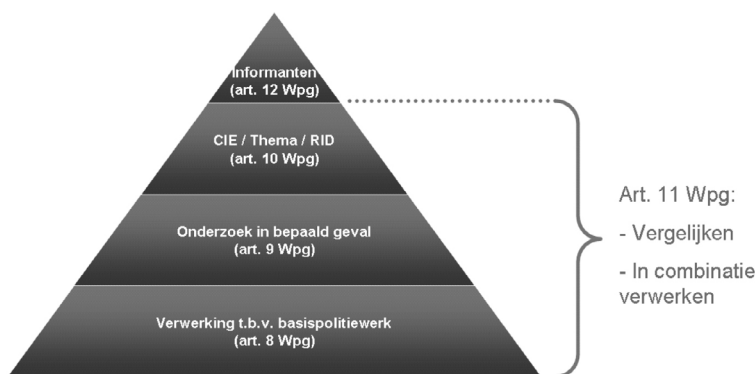 Informanten
(art. 12 Wpg)
CIE / Thema / RID
(art. 10 Wpg)
Onderzoek in bepaald geval
(art. 9 Wpg)
Verwerking t.b.v. basispolitiewerk
(art. 8 Wpg)
Art. 11 Wpg:
- Vergelijken
- In combinatie
verwerken